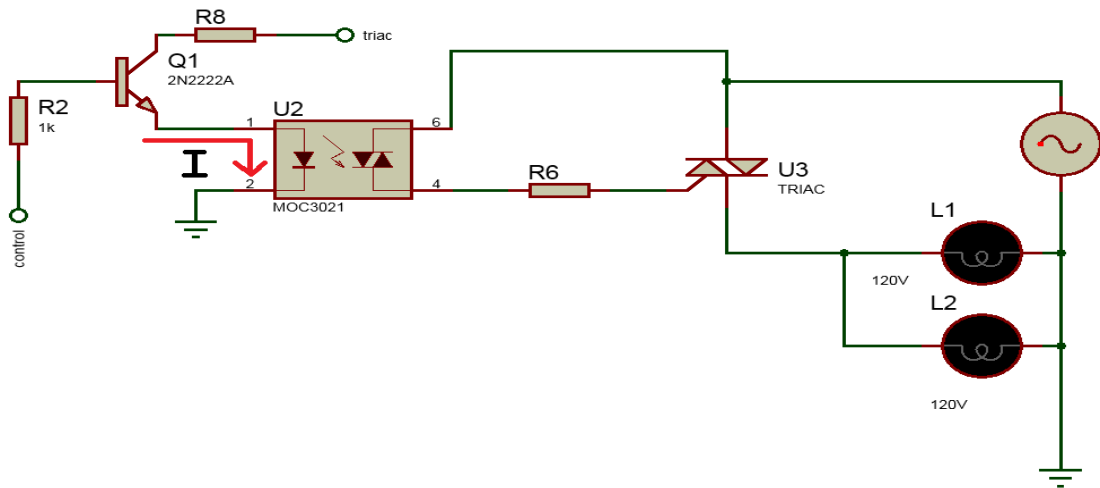 R8
triac
Q1
2N2222A
R2
1k
control
U2
1
6
I
2
4
MOC3021
R6
U3
TRIAC
L1
120V
L2
120V